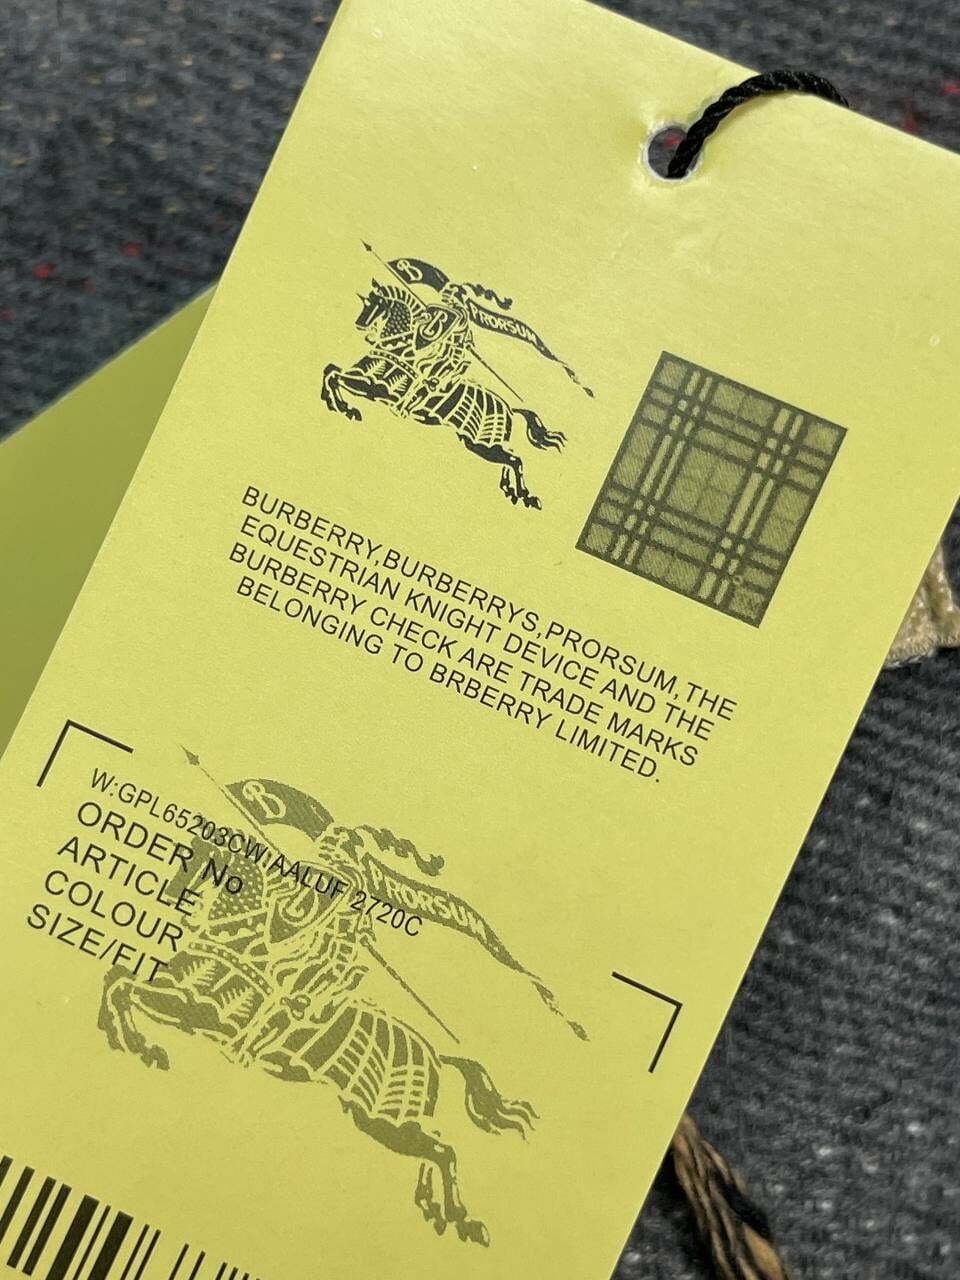 B
PRORSUM
B
BURBERRY,BURBERRYS,PRORSUM,THE
EQUESTRIAN KNIGHT DEVICE AND THE
BURBERRY CHECK ARE TRADE MARKS
BELONGING TO BRBERRY LIMITED.
W:GPL65203CW:AALUF 2720C
ORDER No
ARTICLE
COLOUR
SIZE/FIT
B
PRORSUM